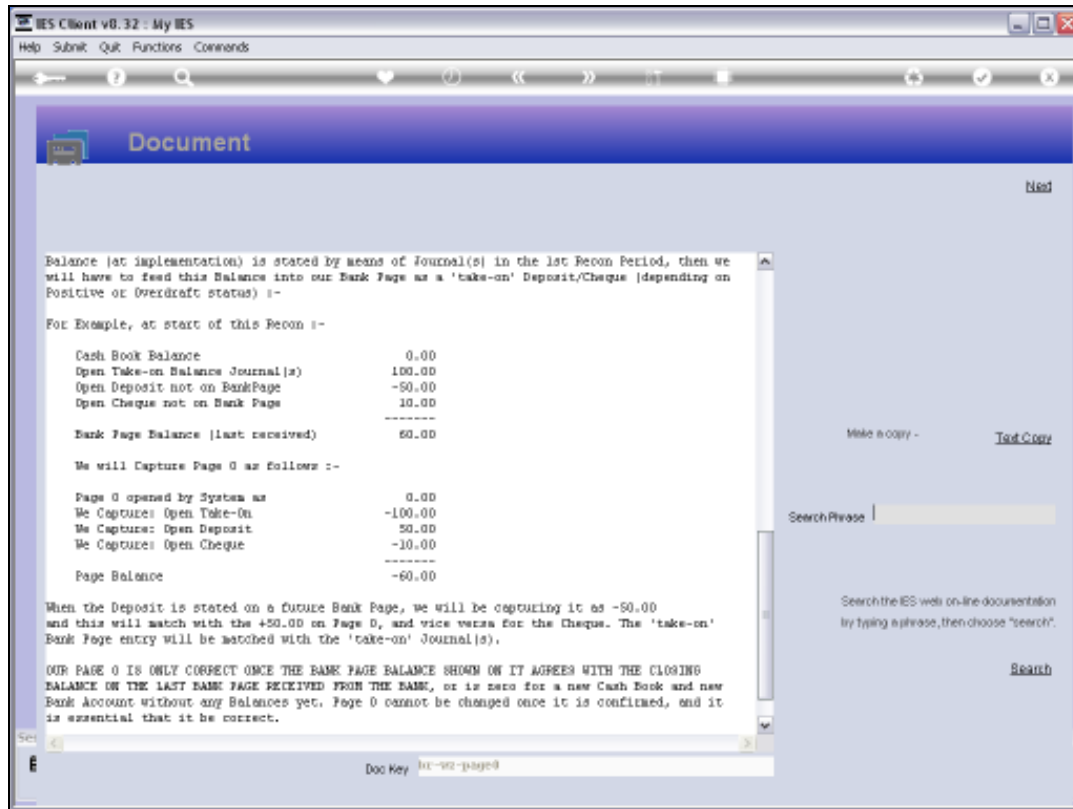 IES Client v8.32 : My IES
Help Submit Quit Functions Commands
Document
Next
Balance (at implementation) is stated by means of Journal(s) in the 1st Recon Period, then we
will have to feed this Balance into our Bank Page as a 'take-on' Deposit/Cheque (depending on
Positive or Overdraft status) :-
For Example, at start of this Recon :-
Cash Book Balance 0.00
Open Take-on Balance Journal(s) 100.00
Open Deposit not on BankPage -50.00
Open Cheque not on Bank Page 10.00
-------
Bank Page Balance (last received) 60.00
We will Capture Page 0 as follows :-
Page 0 opened by System as 0.00
We Capture: Open Take-On -100.00
We Capture: Open Deposit 50.00
We Capture: Open Cheque -10.00
-------
Page Balance -60.00
When the Deposit is stated on a future Bank Page, we will be capturing it as -50.00
and this will match with the +50.00 on Page 0, and vice versa for the Cheque. The 'take-on'
Bank Page entry will be matched with the 'take-on' Journal(s).
OUR PAGE 0 IS ONLY CORRECT ONCE THE BANK PAGE BALANCE SHOWN ON IT AGREES WITH THE CLOSING
BALANCE ON THE LAST BANK PAGE RECEIVED FROM THE BANK, or is zero for a new Cash Book and new
Bank Account without any Balances yet. Page 0 cannot be changed once it is confirmed, and it
is essential that it be correct.
Make a copy -
Text Copy
Search Phrase
Search the IES web on-line documentation
by typing a phrase, then choose "search".
Search
Doc Key br-wz-page0